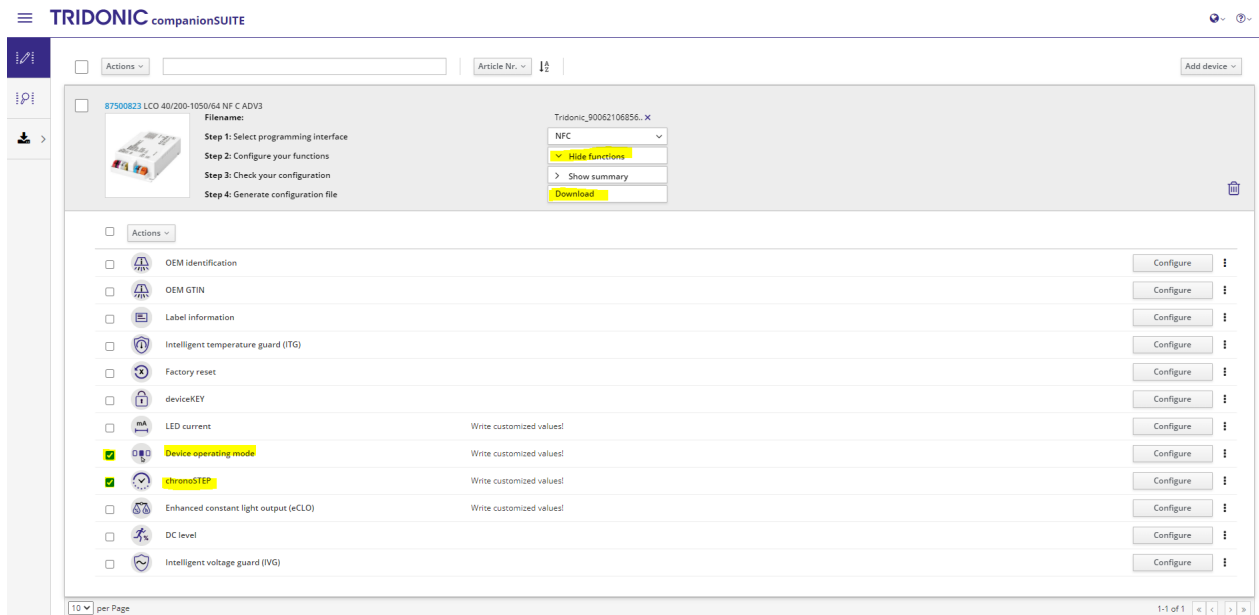 TRIDONIC companionSUITE
Actions
Article Nr.
Add device
87500823 LCO 40/200-1050/64 NF C ADV3
Filename: Tridonic_90062106856..
Step 1: Select programming interface NFC
Step 2: Configure your functions Hide functions
Step 3: Check your configuration Show summary
Step 4: Generate configuration file Download
Actions
OEM identification Configure
OEM GTIN Configure
Label information Configure
Intelligent temperature guard (ITG) Configure
Factory reset Configure
deviceKEY Configure
mA
LED current Write customized values! Configure
Device operating mode Write customized values! Configure
chronoSTEP Write customized values! Configure
Enhanced constant light output (eCLO) Write customized values! Configure
DC level Configure
Intelligent voltage guard (IVG) Configure
10 per Page 1-1 of 1 « < > »